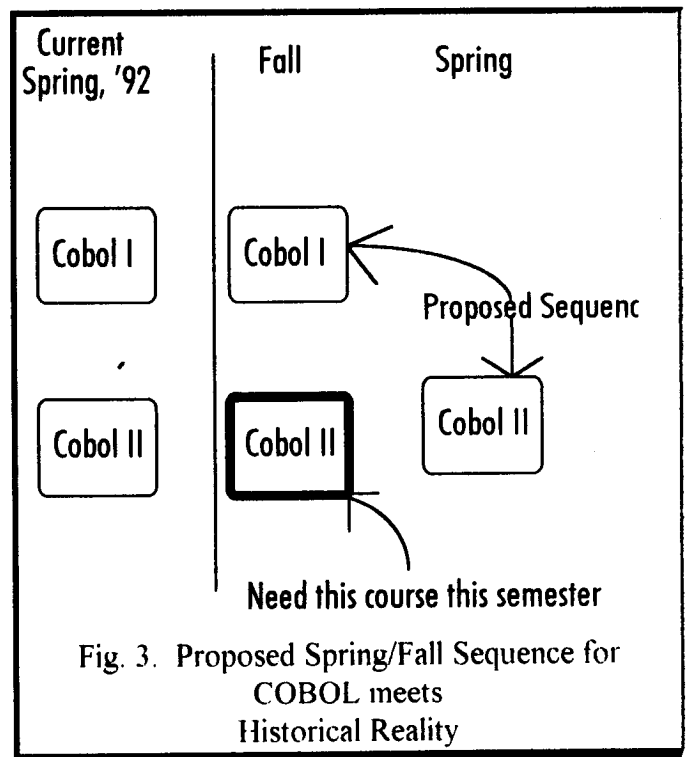 Current
Spring, '92
Fall
Spring
Cobol I
Cobol I
Proposed Sequenc
Cobol II
Cobol II
Cobol II
Need this course this semester
Fig. 3. Proposed Spring/Fall Sequence for
COBOL meets
Historical Reality